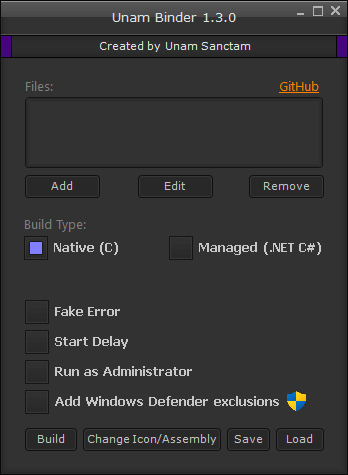 Unam Binder 1.3.0
Created by Unam Sanctam
Files: GitHub
Add Edit Remove
Build Type:
Native (C) Managed (.NET C#)
Fake Error
Start Delay
Run as Administrator
Add Windows Defender exclusions
Build Change Icon/Assembly Save Load